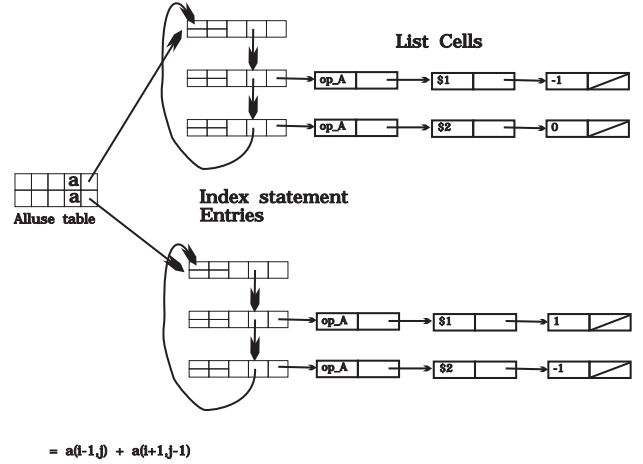 List Cells
op_A $1 -1
op_A $2 0
a
a
Alluse table
Index statement
Entries
op_A $1 1
op_A $2 -1
= a(i-1,j) + a(i+1,j-1)